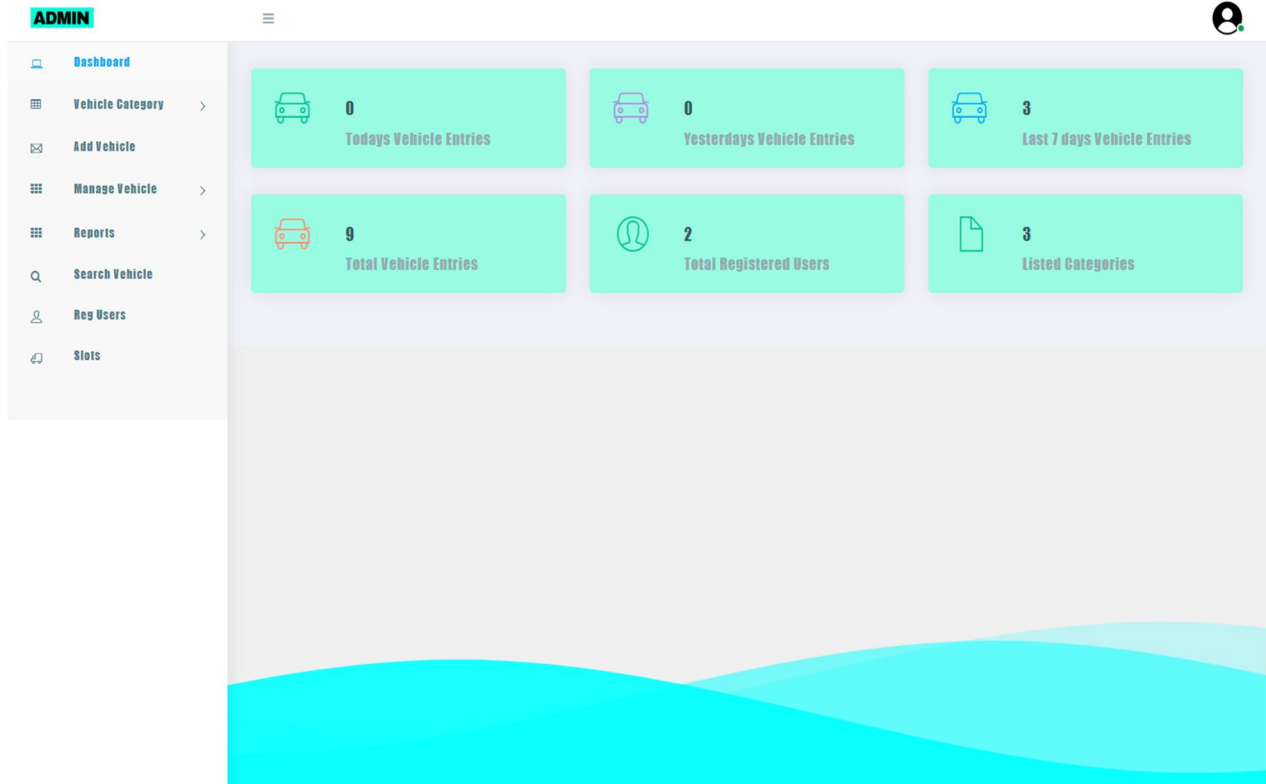 ADMIN
Dashboard
Vehicle Category
Add Vehicle
Manage Vehicle
Reports
Search Vehicle
Reg Users
Slots
0
Todays Vehicle Entries
0
Yesterdays Vehicle Entries
3
Last 7 days Vehicle Entries
9
Total Vehicle Entries
2
Total Registered Users
3
Listed Categories